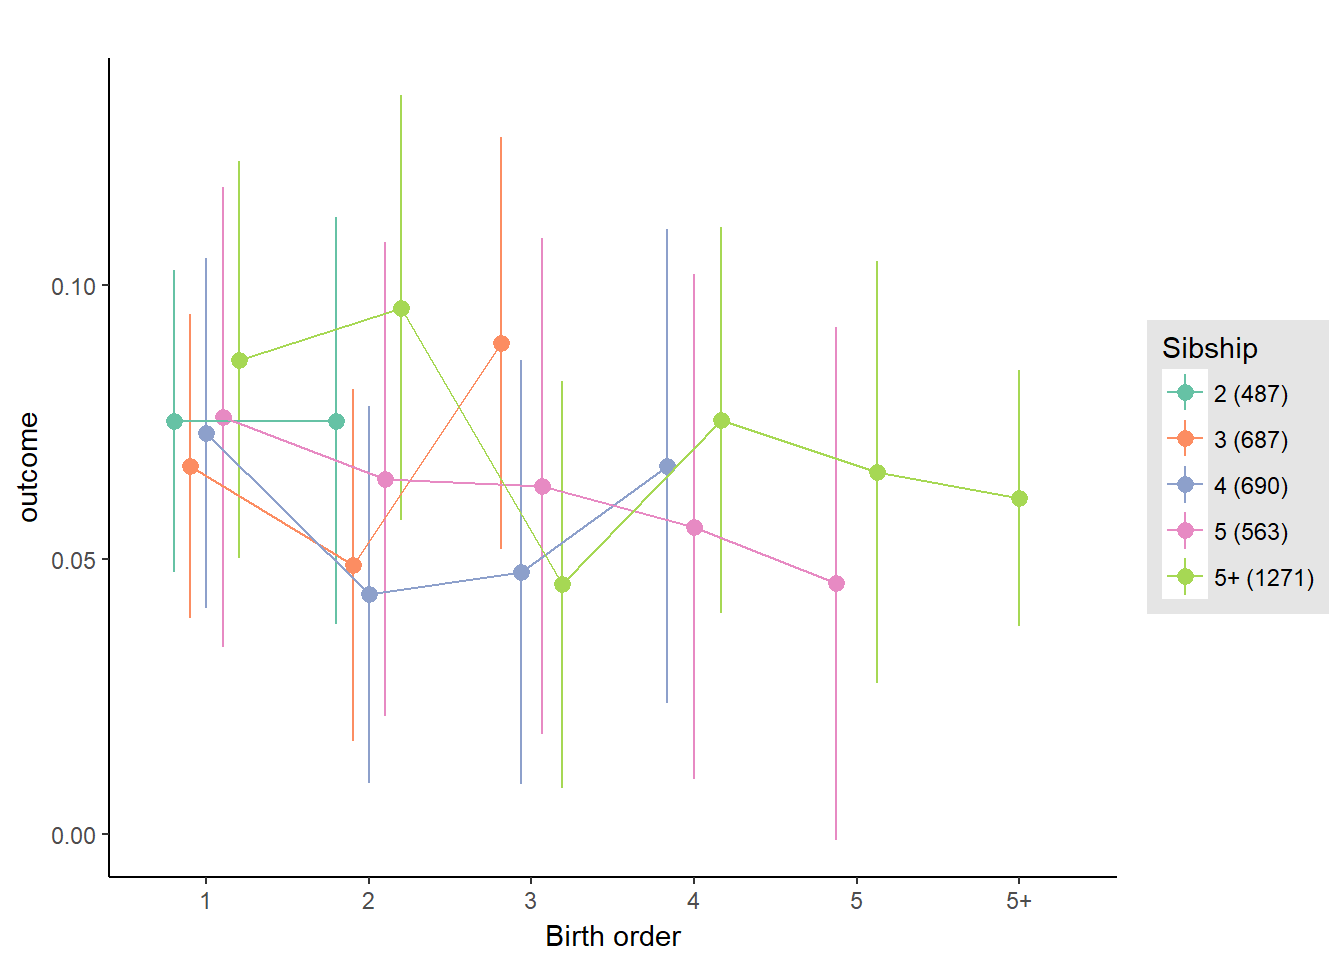 outcome
0.10
0.05
0.00
1 2 3 4 5 5+
Birth order
Sibship
2 (487)
3 (687)
4 (690)
5 (563)
5+ (1271)